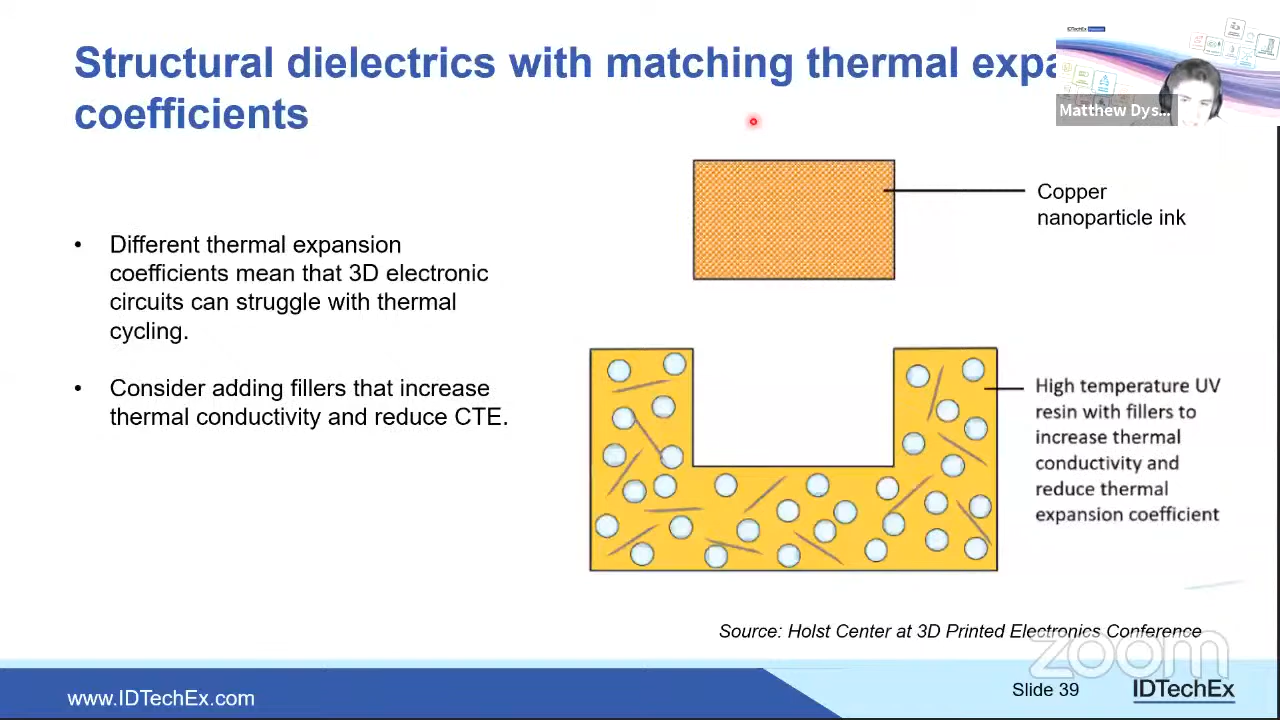 Structural dielectrics with matching thermal expa
coefficients
IDTechEx
Matthew Dys...
Copper
nanoparticle ink
• Different thermal expansion
coefficients mean that 3D electronic
circuits can struggle with thermal
cycling.
• Consider adding fillers that increase
thermal conductivity and reduce CTE.
High temperature UV
resin with fillers to
increase thermal
conductivity and
reduce thermal
expansion coefficient
Source: Holst Center at 3D Printed Electronics Conference
zoom
www.IDTechEx.com
Slide 39
IDTechEx